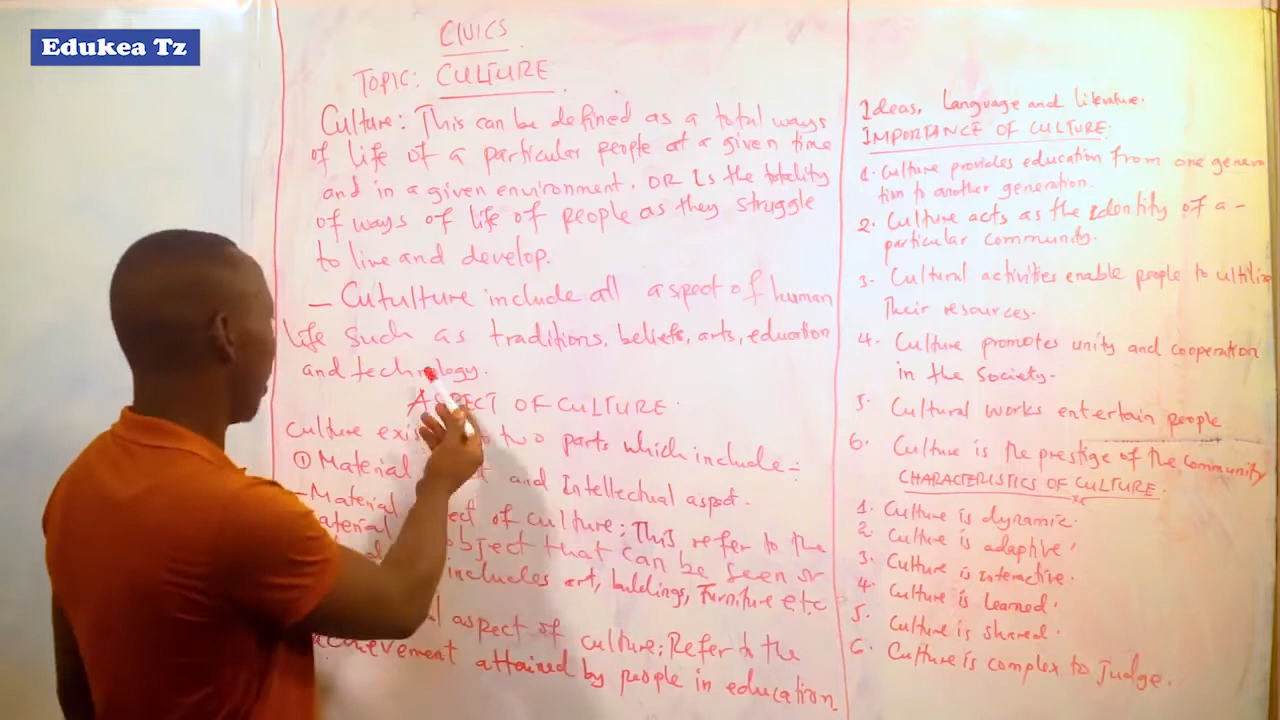 Edukea Tz
CIVICS
TOPIC: CULTURE
Culture: This can be defined as a total ways
of life of a particular people at a given time
and in a given environment. OR Is the totality
of ways of life of people as they struggle
to live and develop.
- Cutulture include all aspect of human
life such as traditions, beliefs, arts, education
and technology.
ASPECT OF CULTURE.
Culture exis two parts which include:-
① Material and Intellectual aspect.
- Material ect of culture; This refer to the
material object that can be seen or
includes art, buildings, Furniture etc
aspect of culture; Refer to the
achievement attained by people in education
Ideas, Language and literature.
IMPORTANCE OF CULTURE.
1. Culture provides education from one genera
tion to another generation.
2. Culture acts as the Identity of a -
particular community.
3. Cultural activities enable people to ultilize
Their resources.
4. Culture promotes unity and cooperation
in the Society.
5. Cultural works entertain people
6. Culture is the prestige of the community
CHARACTERISTICS OF CULTURE.
1. Culture is dynamic.
2. Culture is adaptive.
3. Culture is interactive.
4. Culture is learned.
5. Culture is shared.
6. Culture is complex to judge.